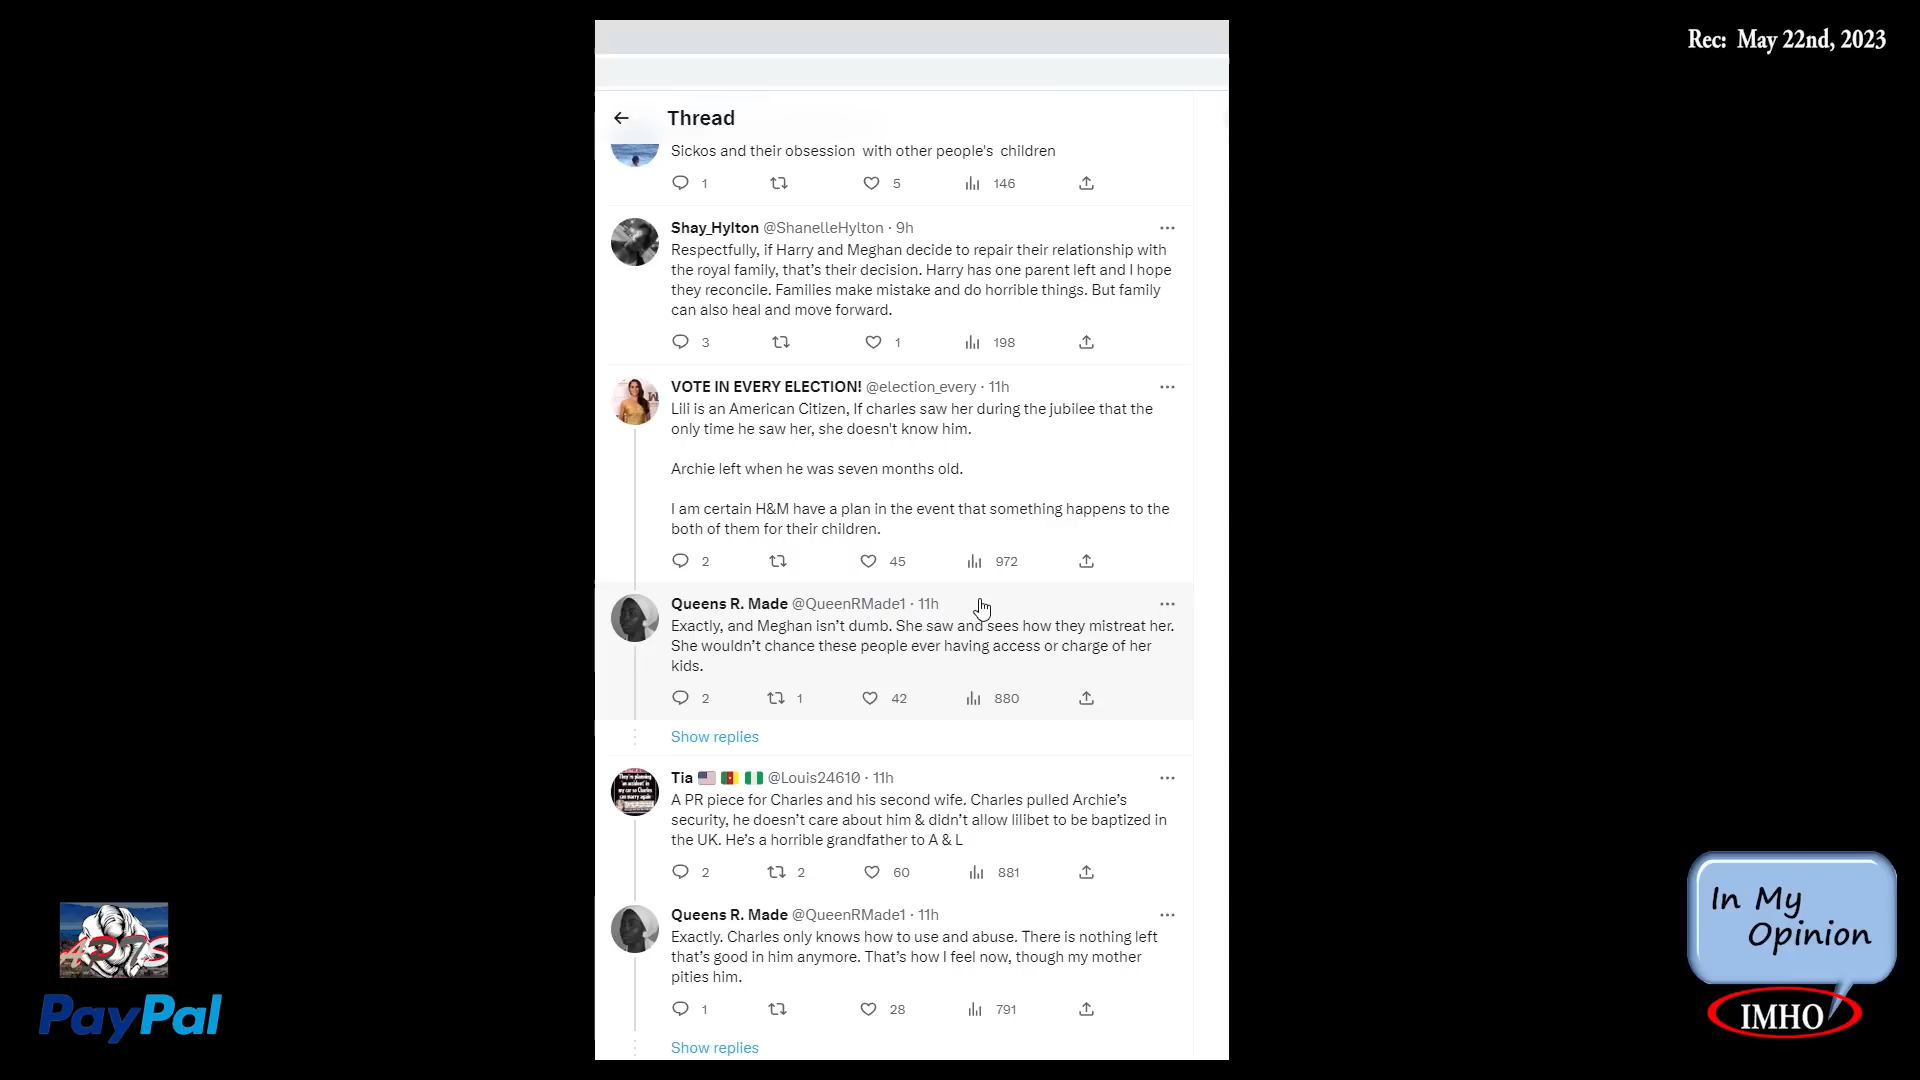 Rec: May 22nd, 2023
Thread
Sickos and their obsession with other people's children
1 5 146
Shay_Hylton @ShanelleHylton · 9h
Respectfully, if Harry and Meghan decide to repair their relationship with
the royal family, that's their decision. Harry has one parent left and I hope
they reconcile. Families make mistake and do horrible things. But family
can also heal and move forward.
3 1 198
VOTE IN EVERY ELECTION! @election_every · 11h
Lili is an American Citizen, If charles saw her during the jubilee that the
only time he saw her, she doesn't know him.
Archie left when he was seven months old.
I am certain H&M have a plan in the event that something happens to the
both of them for their children.
2 45 972
Queens R. Made @QueenRMade1 · 11h
Exactly, and Meghan isn't dumb. She saw and sees how they mistreat her.
She wouldn't chance these people ever having access or charge of her
kids.
2 1 42 880
Show replies
Tia @Louis24610 · 11h
A PR piece for Charles and his second wife. Charles pulled Archie's
security, he doesn't care about him & didn't allow lilibet to be baptized in
the UK. He's a horrible grandfather to A & L
2 2 60 881
Queens R. Made @QueenRMade1 · 11h
Exactly. Charles only knows how to use and abuse. There is nothing left
that's good in him anymore. That's how I feel now, though my mother
pities him.
1 28 791
Show replies
PayPal
In My
Opinion
IMHO